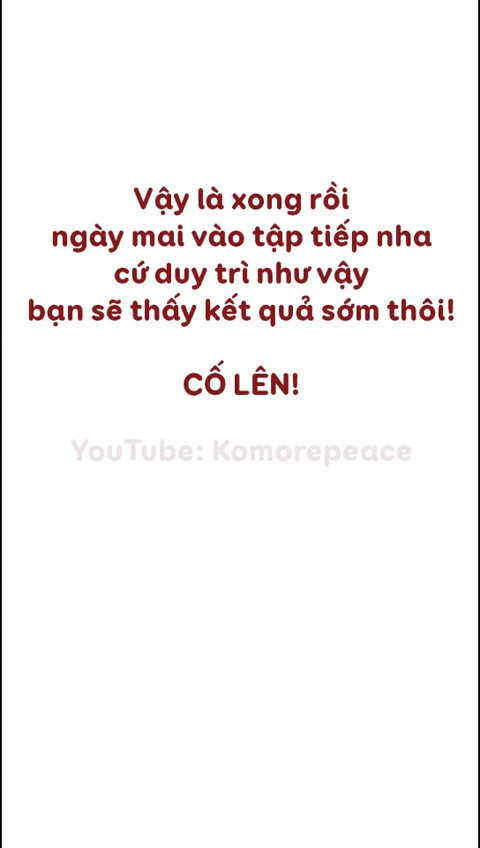 Vậy là xong rồi
ngày mai vào tập tiếp nha
cứ duy trì như vậy
bạn sẽ thấy kết quả sớm thôi!
CỐ LÊN!
YouTube: Komorepeace